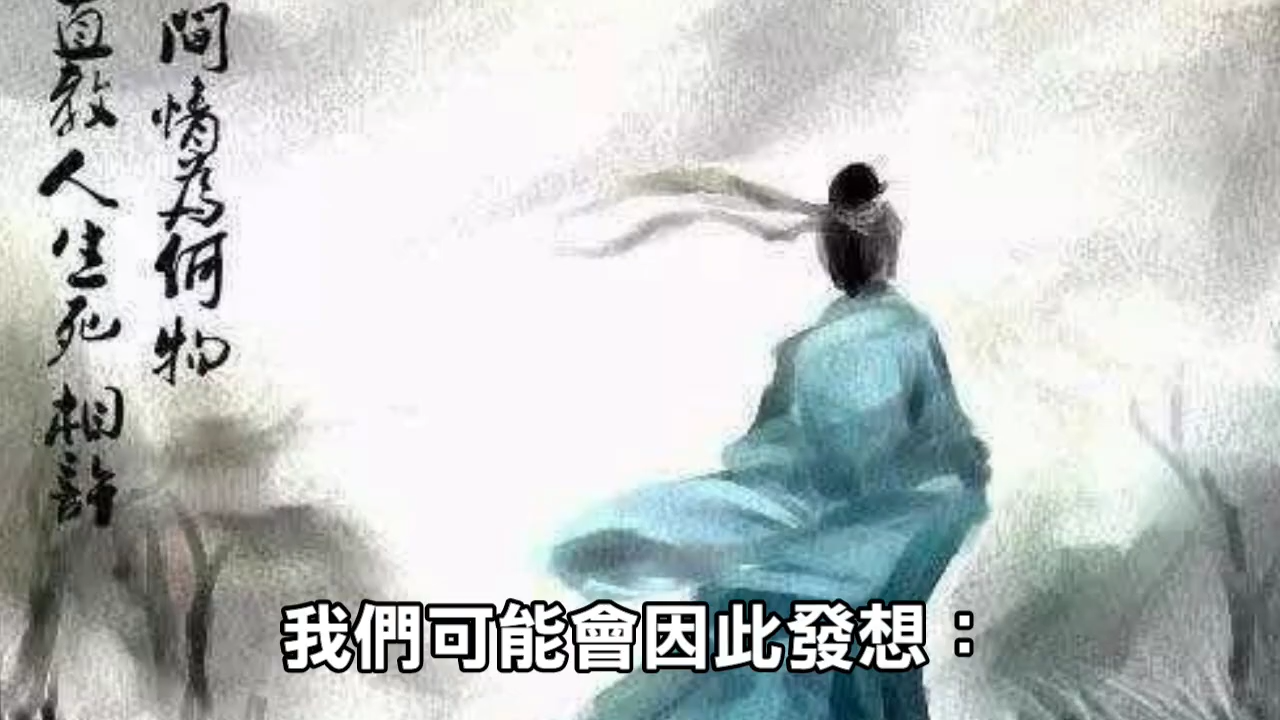 間情為何物
直教人生死相許
我們可能會因此發想：